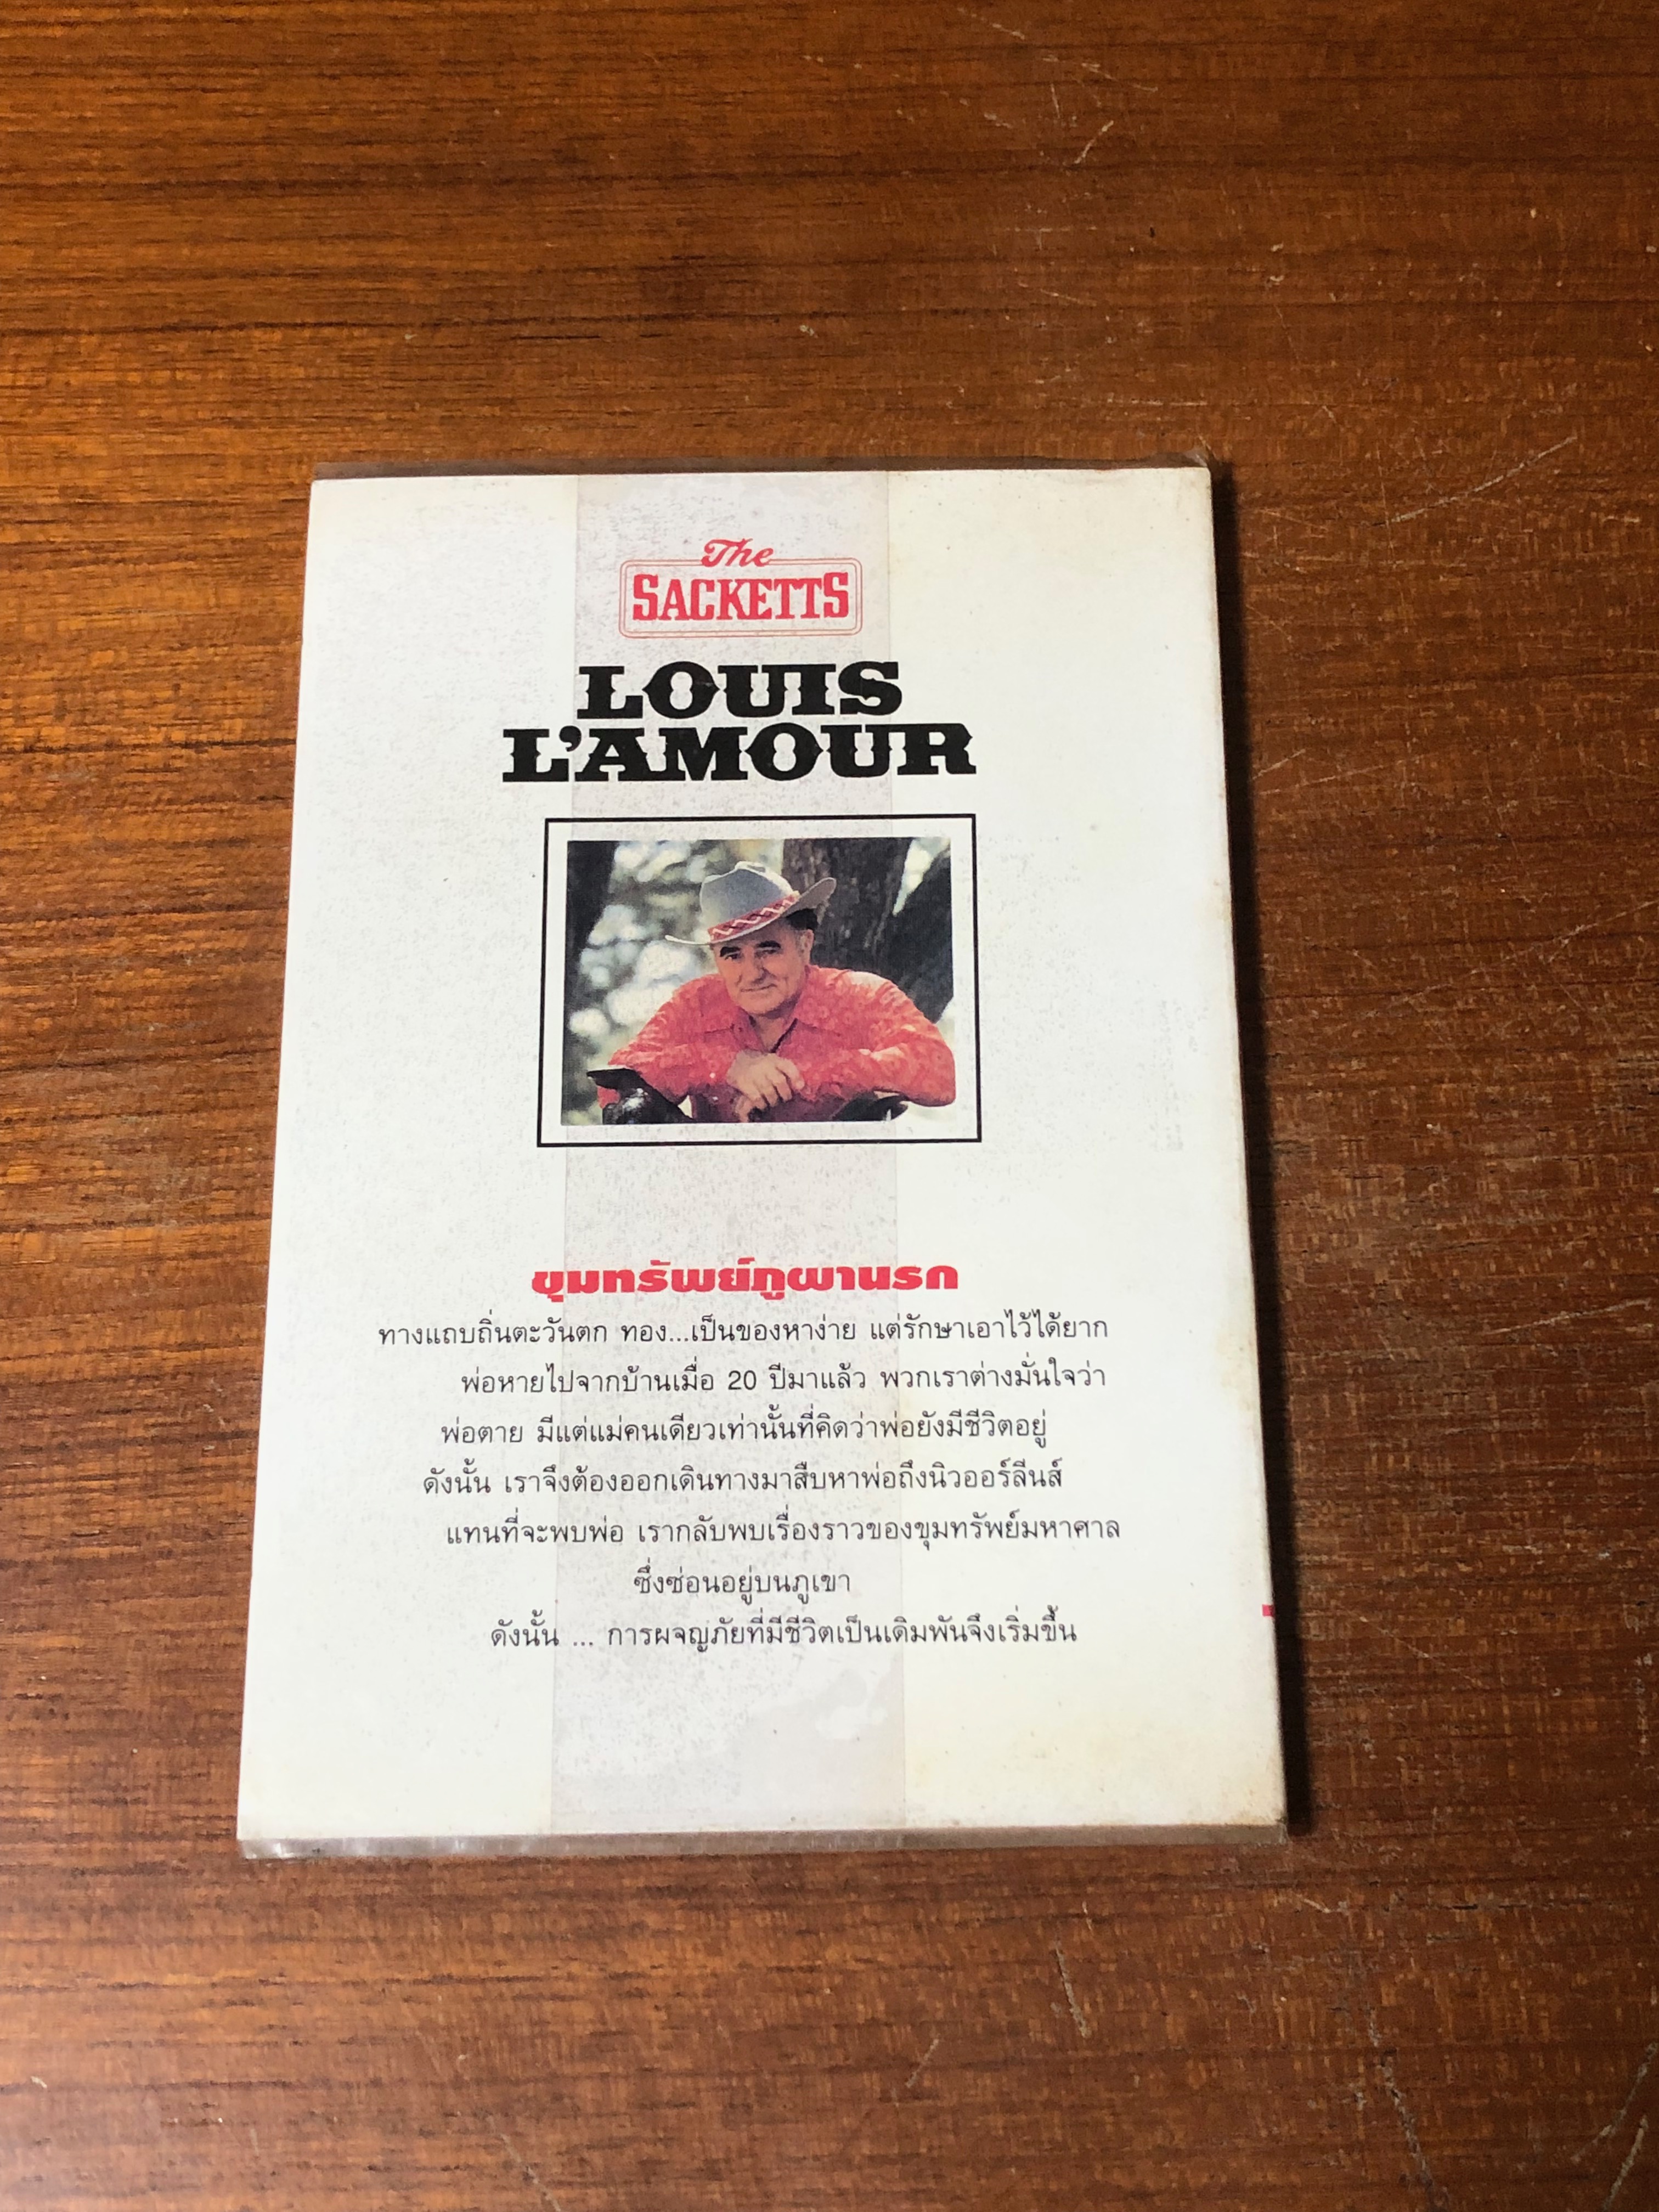 The
SACKETTS
LOUIS
L'AMOUR
ขุมทรัพย์ภูผานรก
ทางแถบถิ่นตะวันตก ทอง...เป็นของหาง่าย แต่รักษาเอาไว้ได้ยาก
พ่อหายไปจากบ้านเมื่อ 20 ปีมาแล้ว พวกเราต่างมั่นใจว่า
พ่อตาย มีแต่แม่คนเดียวเท่านั้นที่คิดว่าพ่อยังมีชีวิตอยู่
ดังนั้น เราจึงต้องออกเดินทางมาสืบหาพ่อถึงนิวออร์ลีนส์
แทนที่จะพบพ่อ เรากลับพบเรื่องราวของขุมทรัพย์มหาศาล
ซึ่งซ่อนอยู่บนภูเขา
ดังนั้น ... การผจญภัยที่มีชีวิตเป็นเดิมพันจึงเริ่มขึ้น